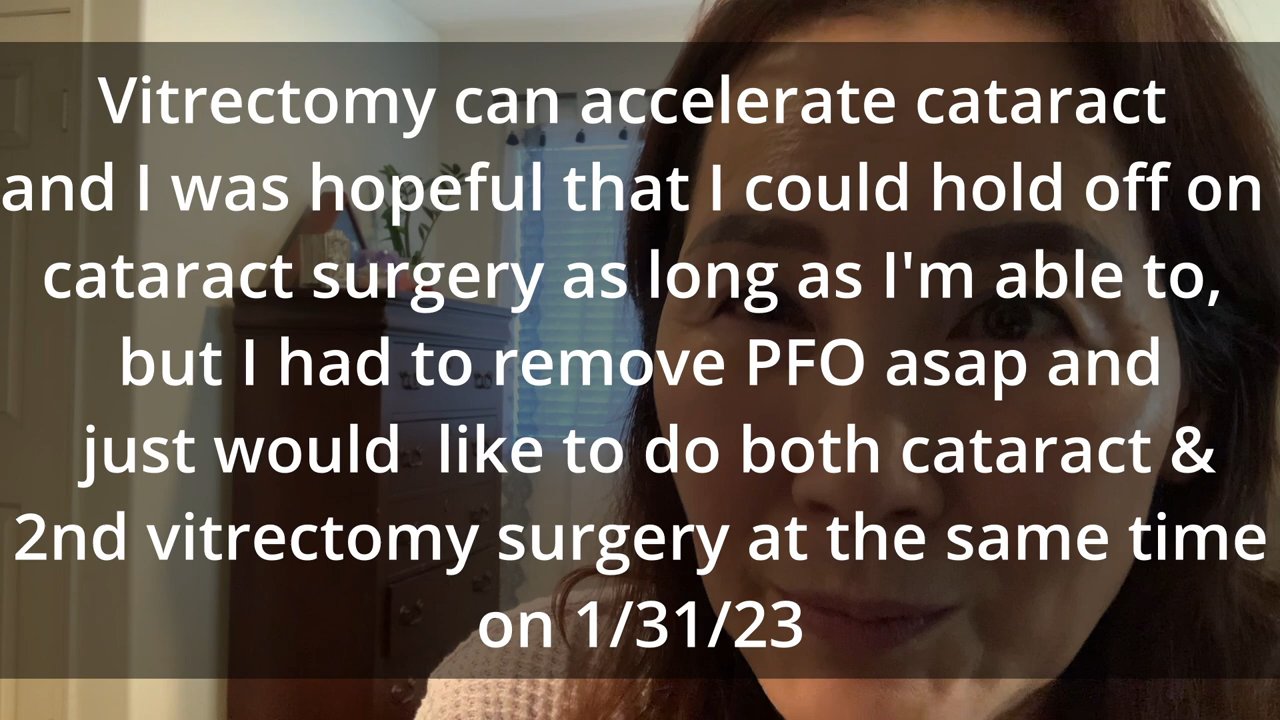 Vitrectomy can accelerate cataract
and I was hopeful that I could hold off on
cataract surgery as long as I'm able to,
but I had to remove PFO asap and
just would  like to do both cataract &
2nd vitrectomy surgery at the same time
on 1/31/23